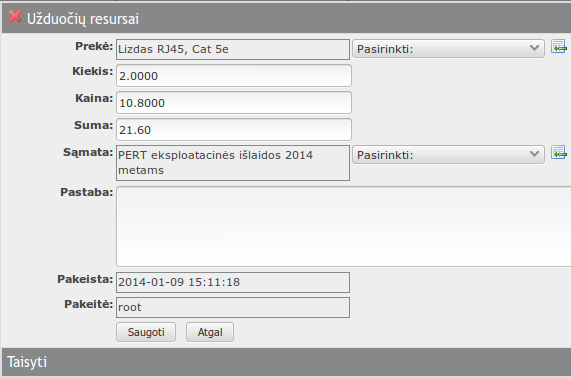 Užduočių resursai
Prekė: Lizdas RJ45, Cat 5e Pasirinkti:
Kiekis: 2.0000
Kaina: 10.8000
Suma: 21.60
Sąmata: PERT eksploatacinės išlaidos 2014 metams Pasirinkti:
Pastaba:
Pakeista: 2014-01-09 15:11:18
Pakeitė: root
Saugoti Atgal
Taisyti